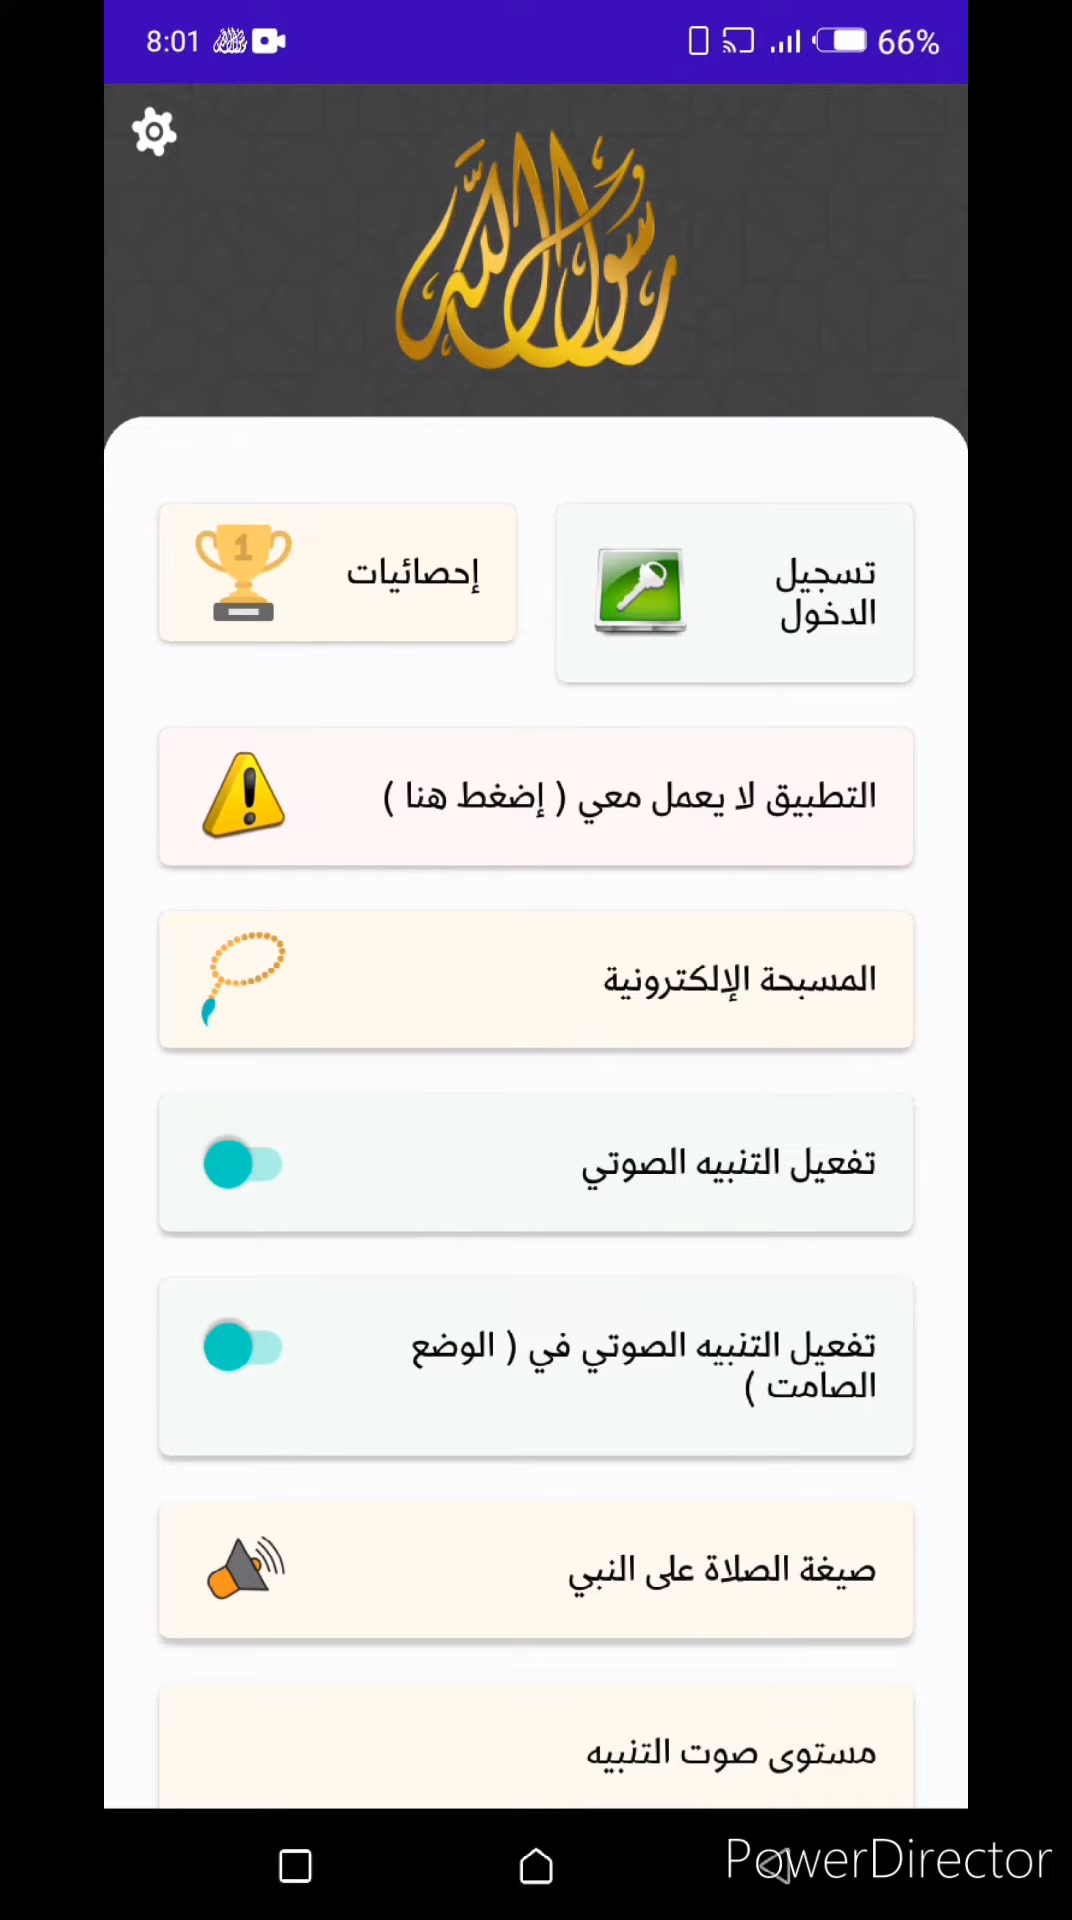 8:01
66%
رسول الله
1
تسجيل
الدخول
إحصائيات
التطبيق لا يعمل معي ( إضغط هنا )
المسبحة الإلكترونية
تفعيل التنبيه الصوتي
تفعيل التنبيه الصوتي في ( الوضع
الصامت )
صيغة الصلاة على النبي
مستوى صوت التنبيه
PowerDirector